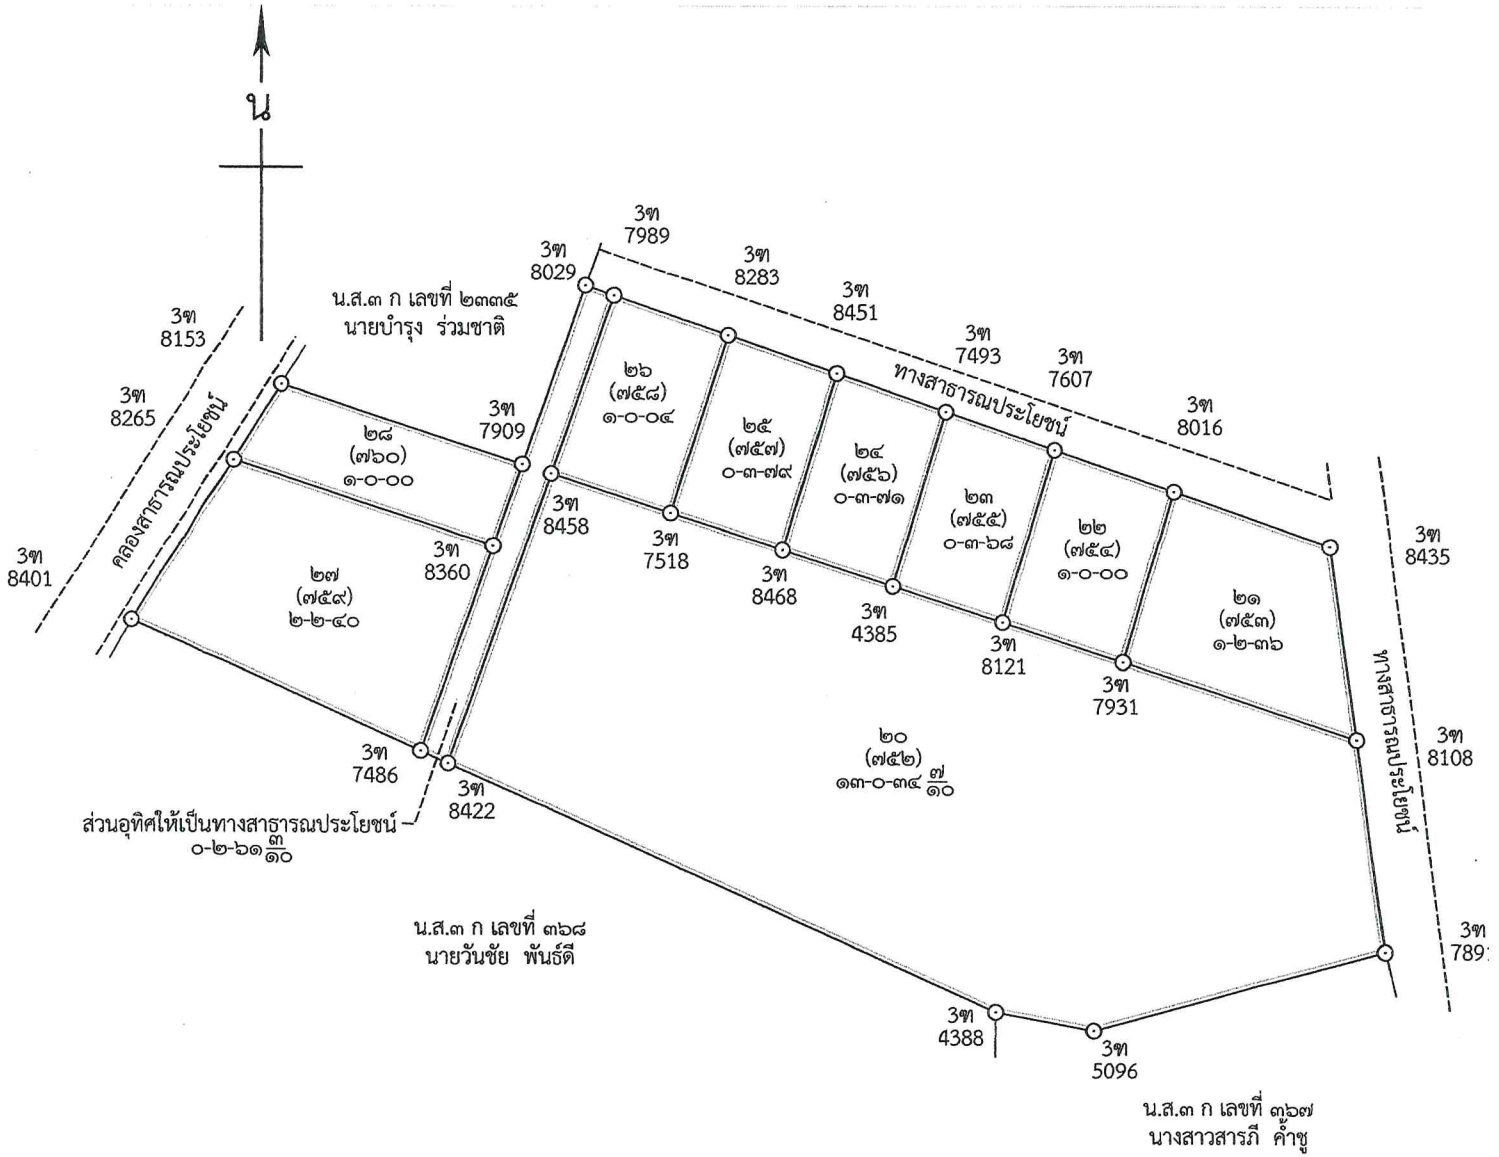 น
3ฑ
7989
3ฑ
8029
3ฑ
8283
3ฑ
8451
3ฑ
7493
3ฑ
7607
3ฑ
8016
น.ส.๓ ก เลขที่ ๒๓๓๕
นายบำรุง ร่วมชาติ
3ฑ
8153
3ฑ
8265
3ฑ
8401
คลองสาธารณประโยชน์
ทางสาธารณประโยชน์
3ฑ
7909
๒๘
(๗๖๐)
๑-๐-๐๐
๒๖
(๗๕๘)
๑-๐-๐๔
๒๕
(๗๕๗)
๐-๓-๗๙
๒๔
(๗๕๖)
๐-๓-๗๑
๒๓
(๗๕๕)
๐-๓-๖๘
๒๒
(๗๕๔)
๑-๐-๐๐
๒๑
(๗๕๓)
๑-๒-๓๖
3ฑ
8435
3ฑ
8458
3ฑ
7518
3ฑ
8468
3ฑ
4385
3ฑ
8121
3ฑ
7931
3ฑ
8360
๒๗
(๗๕๙)
๒-๒-๔๐
ทางสาธารณประโยชน์
3ฑ
8108
๒๐
(๗๕๒)
๑๓-๐-๓๔ ๗/๑๐
3ฑ
7486
3ฑ
8422
ส่วนอุทิศให้เป็นทางสาธารณประโยชน์
๐-๒-๖๑ ๓/๑๐
น.ส.๓ ก เลขที่ ๓๖๘
นายวันชัย พันธ์ดี
3ฑ
7891
3ฑ
4388
3ฑ
5096
น.ส.๓ ก เลขที่ ๓๖๗
นางสาวสารภี ค้ำชู